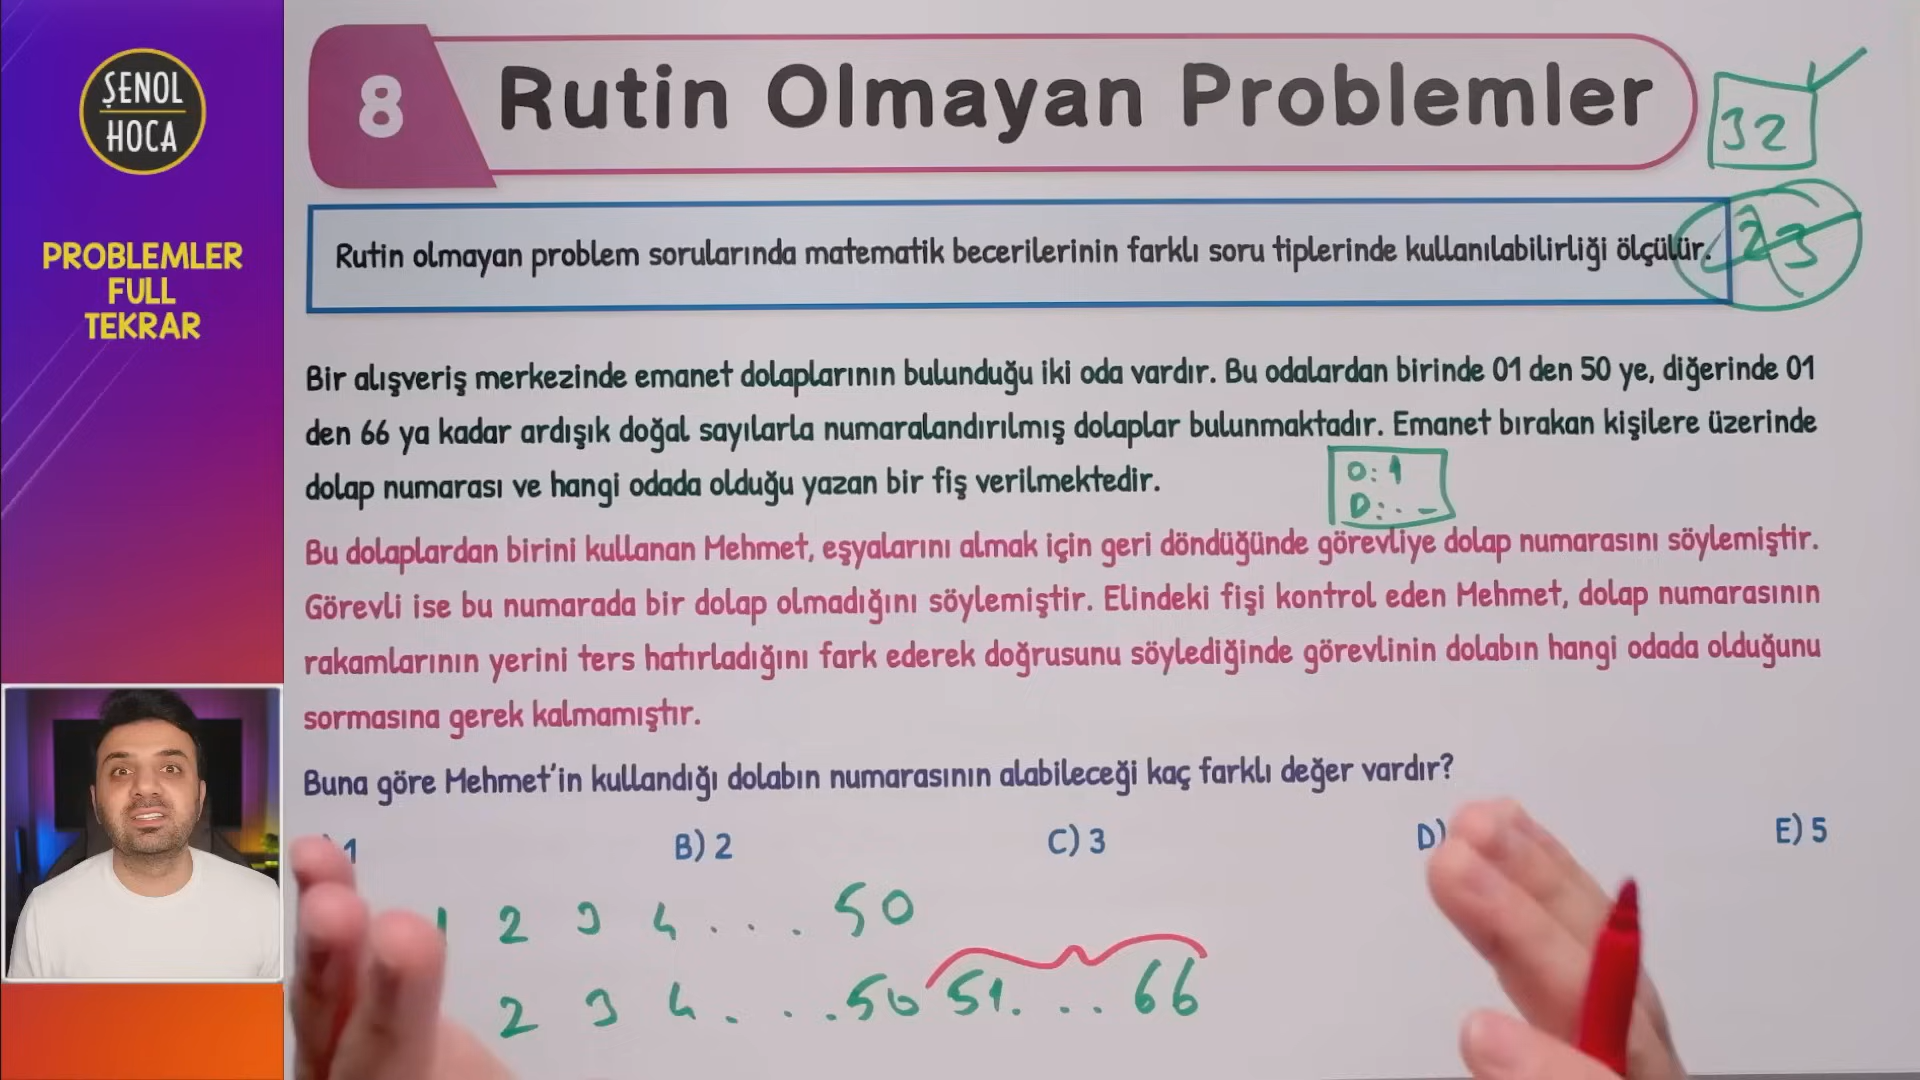 ŞENOL
HOCA
PROBLEMLER
FULL
TEKRAR
8 Rutin Olmayan Problemler
32
Rutin olmayan problem sorularında matematik becerilerinin farklı soru tiplerinde kullanılabilirliği ölçülür.
23
Bir alışveriş merkezinde emanet dolaplarının bulunduğu iki oda vardır. Bu odalardan birinde 01 den 50 ye, diğerinde 01
den 66 ya kadar ardışık doğal sayılarla numaralandırılmış dolaplar bulunmaktadır. Emanet bırakan kişilere üzerinde
dolap numarası ve hangi odada olduğu yazan bir fiş verilmektedir.
O: 1
D: . _
Bu dolaplardan birini kullanan Mehmet, eşyalarını almak için geri döndüğünde görevliye dolap numarasını söylemiştir.
Görevli ise bu numarada bir dolap olmadığını söylemiştir. Elindeki fişi kontrol eden Mehmet, dolap numarasının
rakamlarının yerini ters hatırladığını fark ederek doğrusunu söylediğinde görevlinin dolabın hangi odada olduğunu
sormasına gerek kalmamıştır.
Buna göre Mehmet'in kullandığı dolabın numarasının alabileceği kaç farklı değer vardır?
) 1 B) 2 C) 3 D) E) 5
1 2 3 4 . . . . 50
2 3 4 . . . . 50 51 . . . . 66